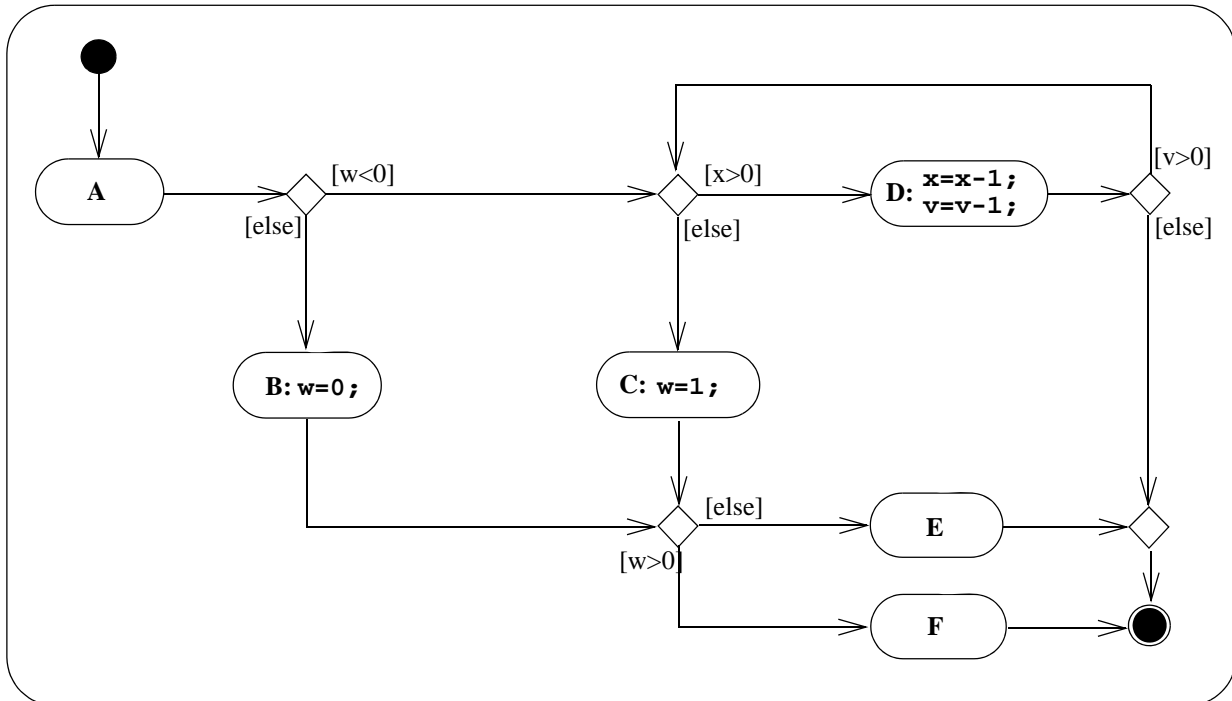 [w<0]
[x>0]
[v>0]
A
D: x=x-1;
v=v-1;
[else]
[else]
[else]
B: w=0;
C: w=1;
[else]
E
[w>0]
F